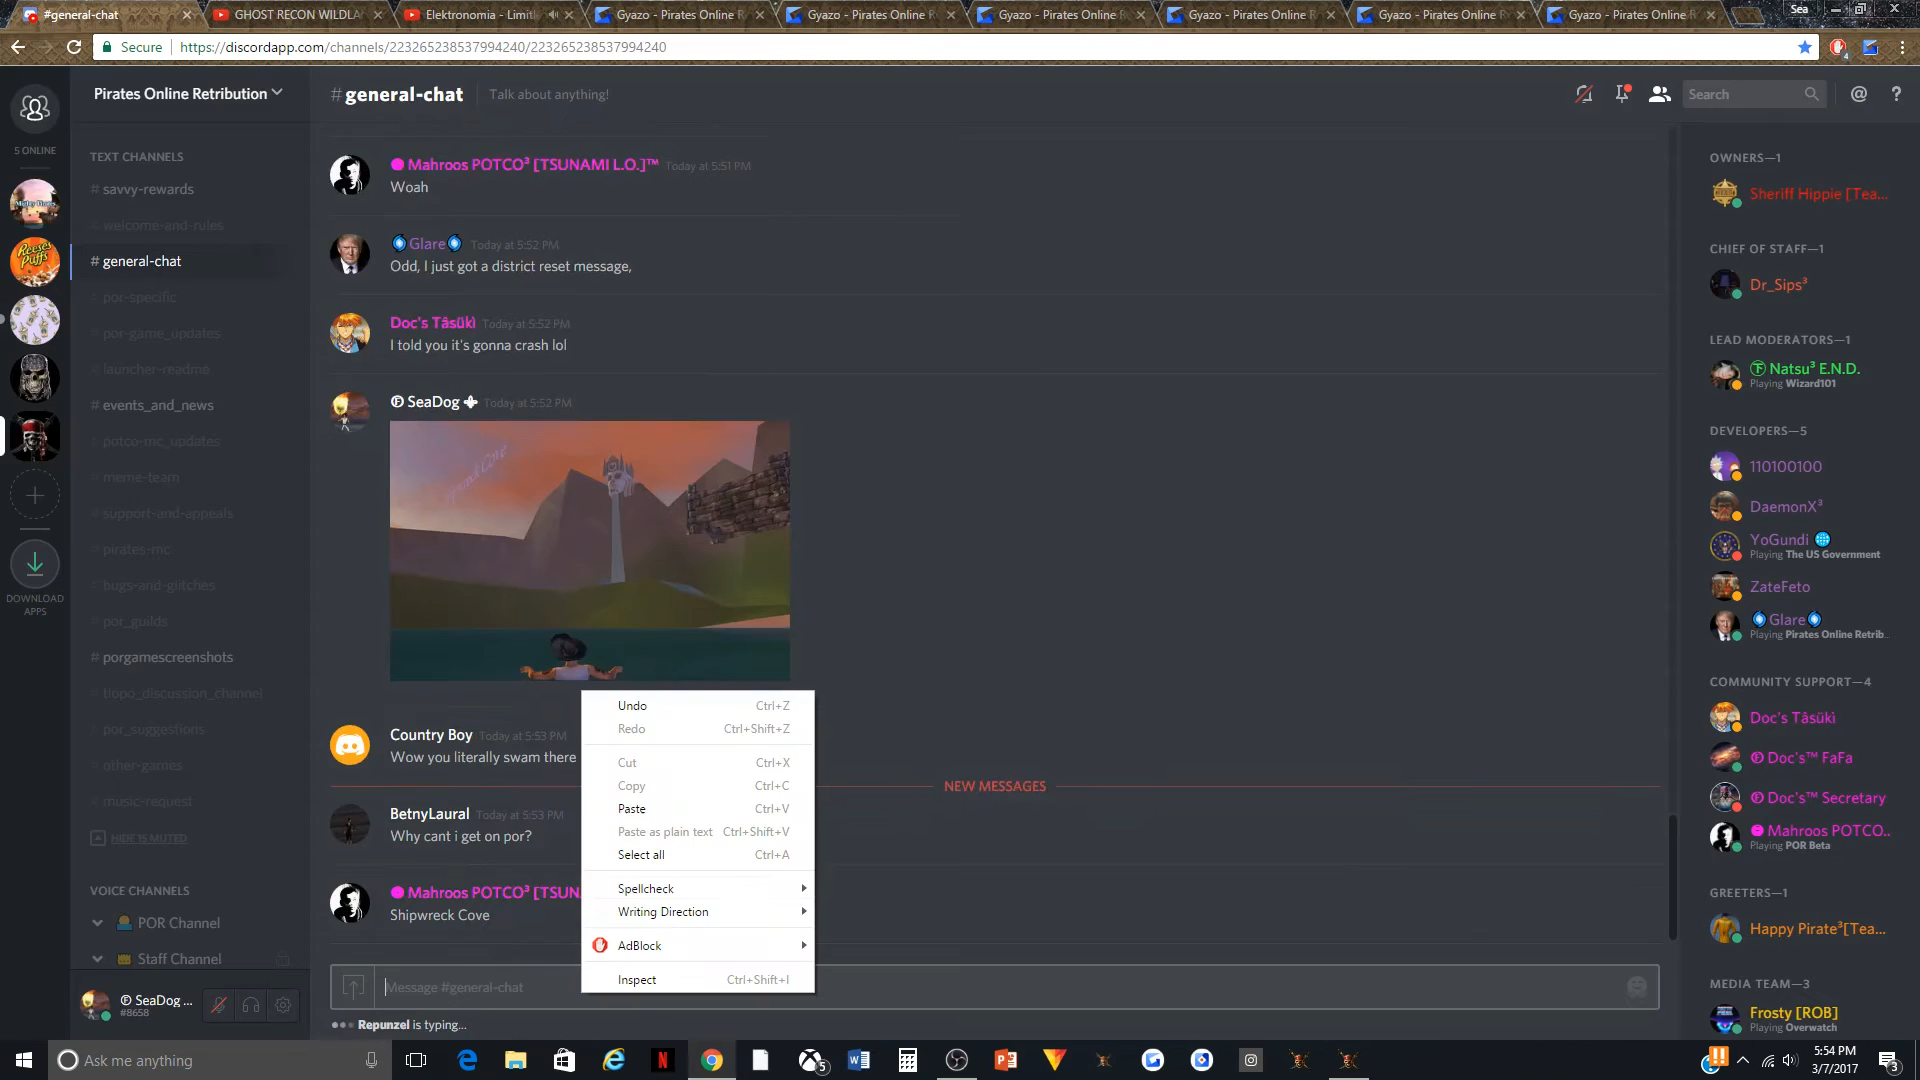 #general-chat
GHOST RECON WILDLA
Elektronomia - Limit
Gyazo - Pirates Online R
Gyazo - Pirates Online R
Gyazo - Pirates Online R
Gyazo - Pirates Online R
Gyazo - Pirates Online R
Gyazo - Pirates Online R
Sea
Secure
https://discordapp.com/channels/223265238537994240/223265238537994240
5 ONLINE
DOWNLOAD
APPS
Pirates Online Retribution
TEXT CHANNELS
# savvy-rewards
# welcome-and-rules
# general-chat
# por-specific
# por-game_updates
# launcher-readme
# events_and_news
# potco-mc_updates
# meme-team
# support-and-appeals
# pirates-mc
# bugs-and-glitches
# por_guilds
# porgamescreenshots
# tlopo_discussion_channel
# por_suggestions
# other-games
# music-request
HIDE 15 MUTED
VOICE CHANNELS
POR Channel
Staff Channel
Ⓟ SeaDog ...
#8658
# general-chat
Talk about anything!
Search
Mahroos POTCO³ [TSUNAMI L.O.]™ Today at 5:51 PM
Woah
Glare Today at 5:52 PM
Odd, I just got a district reset message,
Doc's Tâsükì Today at 5:52 PM
I told you it's gonna crash lol
Ⓟ SeaDog Today at 5:52 PM
Country Boy Today at 5:53 PM
Wow you literally swam there
NEW MESSAGES
BetnyLaural Today at 5:53 PM
Why cant i get on por?
Mahroos POTCO³ [TSUN
Shipwreck Cove
Message #general-chat
Repunzel is typing...
Undo Ctrl+Z
Redo Ctrl+Shift+Z
Cut Ctrl+X
Copy Ctrl+C
Paste Ctrl+V
Paste as plain text Ctrl+Shift+V
Select all Ctrl+A
Spellcheck
Writing Direction
AdBlock
Inspect Ctrl+Shift+I
OWNERS—1
Sheriff Hippie [Tea...
CHIEF OF STAFF—1
Dr_Sips³
LEAD MODERATORS—1
Ⓕ Natsu³ E.N.D.
Playing Wizard101
DEVELOPERS—5
110100100
DaemonX³
YoGundi
Playing The US Government
ZateFeto
Glare
Playing Pirates Online Retrib..
COMMUNITY SUPPORT—4
Doc's Tâsükì
Ⓟ Doc's™ FaFa
Ⓟ Doc's™ Secretary
Mahroos POTCO..
Playing POR Beta
GREETERS—1
Happy Pirate³[Tea...
MEDIA TEAM—3
Frosty [ROB]
Playing Overwatch
Ask me anything
5:54 PM
3/7/2017